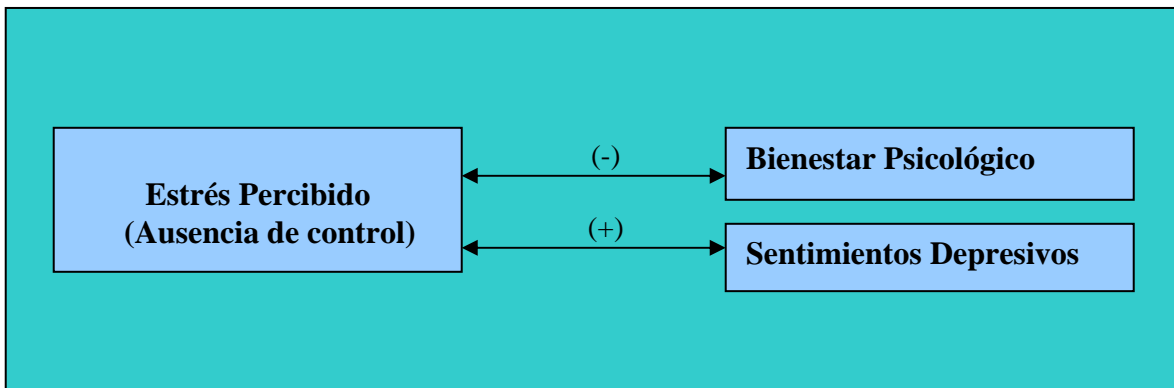 Estrés Percibido
(Ausencia de control)
(-)
Bienestar Psicológico
(+)
Sentimientos Depresivos